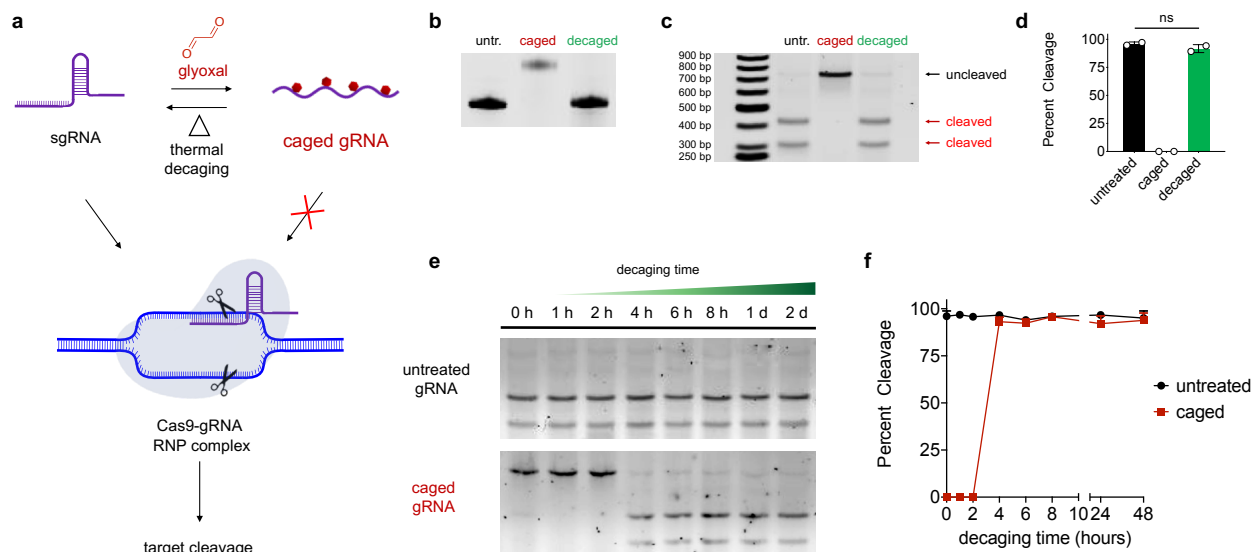 a
O
O
glyoxal
sgRNA
thermal
decaging
caged gRNA
Cas9-gRNA
RNP complex
target cleavage
b
untr.
caged
decaged
c
untr.
caged
decaged
900 bp
800 bp
700 bp
600 bp
500 bp
400 bp
300 bp
250 bp
uncleaved
cleaved
cleaved
d
ns
Percent Cleavage
100
75
50
25
0
untreated
caged
decaged
e
decaging time
0 h 1 h 2 h 4 h 6 h 8 h 1 d 2 d
untreated
gRNA
caged
gRNA
f
Percent Cleavage
100
75
50
25
0
0 2 4 6 8 10 24 48
decaging time (hours)
untreated
caged